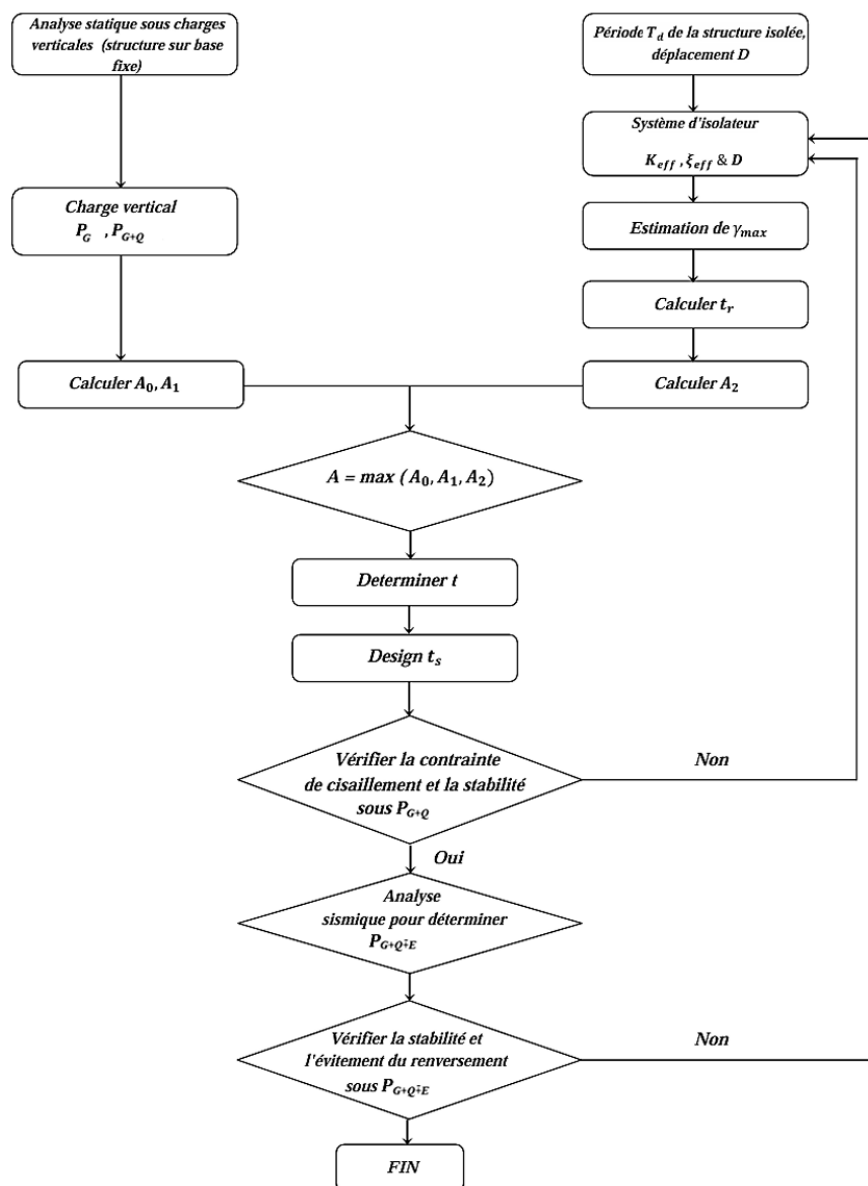 Analyse statique sous charges
verticales (structure sur base
fixe)
Période T_d de la structure isolée,
déplacement D
Système d'isolateur
K_eff , ξ_eff & D
Charge vertical
P_G , P_G+Q
Estimation de γ_max
Calculer t_r
Calculer A_0, A_1
Calculer A_2
A = max ( A_0, A_1, A_2)
Determiner t
Design t_s
Vérifier la contrainte
de cisaillement et la stabilité
sous P_G+Q
Non
Oui
Analyse
sismique pour déterminer
P_G+Q∓E
Vérifier la stabilité et
l'évitement du renversement
sous P_G+Q∓E
Non
FIN